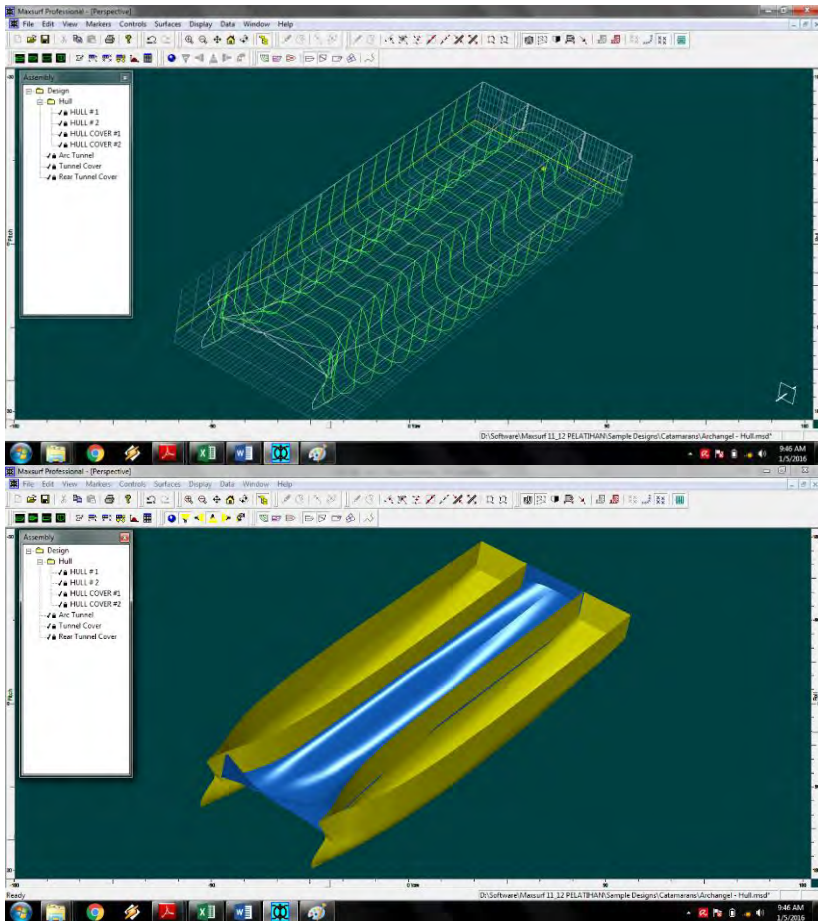 Maxsurf Professional - [Perspective]
File Edit View Markers Controls Surfaces Display Data Window Help
Assembly
Design
Hull
HULL # 1
HULL # 2
HULL COVER #1
HULL COVER #2
Arc Tunnel
Tunnel Cover
Rear Tunnel Cover
Pitch
D:\Software\Maxsurf 11_12 PELATIHAN\Sample Designs\Catamarans\Archangel - Hull.msd*
9:46 AM
1/5/2016
Maxsurf Professional - [Perspective]
File Edit View Markers Controls Surfaces Display Data Window Help
Assembly
Design
Hull
HULL # 1
HULL # 2
HULL COVER #1
HULL COVER #2
Arc Tunnel
Tunnel Cover
Rear Tunnel Cover
Pitch
Ready
D:\Software\Maxsurf 11_12 PELATIHAN\Sample Designs\Catamarans\Archangel - Hull.msd*
9:46 AM
1/5/2016